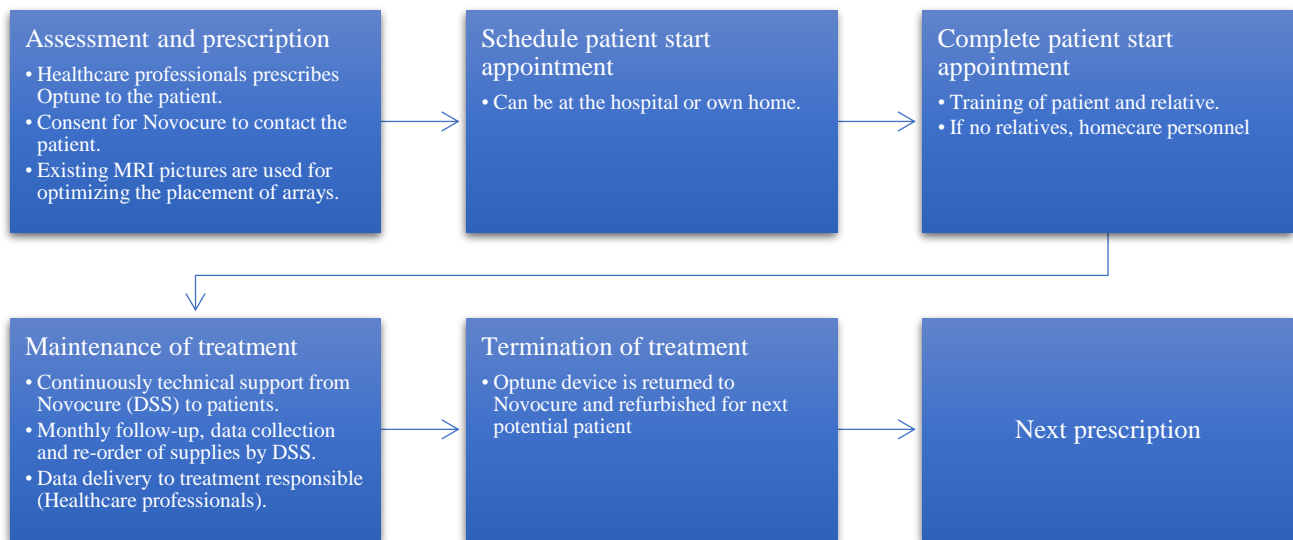 Assessment and prescription
• Healthcare professionals prescribes
Optune to the patient.
• Consent for Novocure to contact the
patient.
• Existing MRI pictures are used for
optimizing the placement of arrays.
Schedule patient start
appointment
• Can be at the hospital or own home.
Complete patient start
appointment
• Training of patient and relative.
• If no relatives, homecare personnel
Maintenance of treatment
• Continuously technical support from
Novocure (DSS) to patients.
• Monthly follow-up, data collection
and re-order of supplies by DSS.
• Data delivery to treatment responsible
(Healthcare professionals).
Termination of treatment
• Optune device is returned to
Novocure and refurbished for next
potential patient
Next prescription